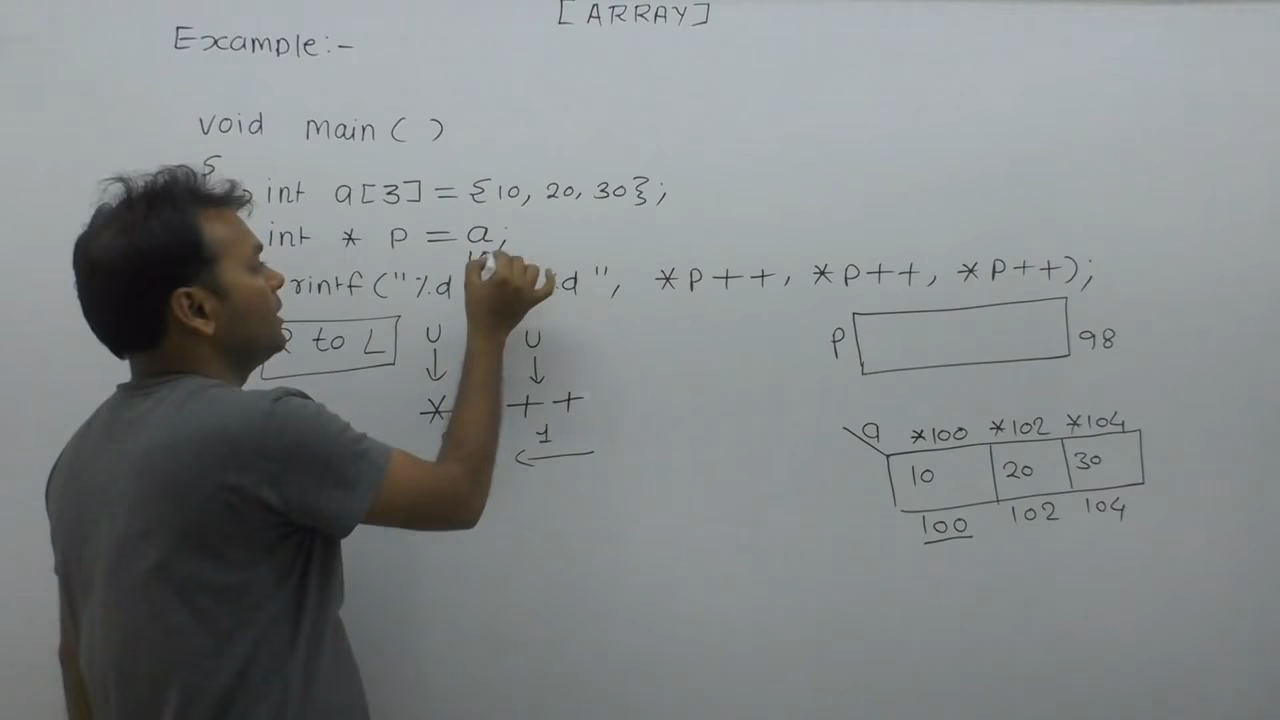 [ARRAY]
Example:-
void main()
int a[3] = {10, 20, 30};
int * p = a;
rintf("%d %d", *p++, *p++, *p++);
R to L
U U
* ++
1
p 98
a *100 *102 *104
10 20 30
100 102 104